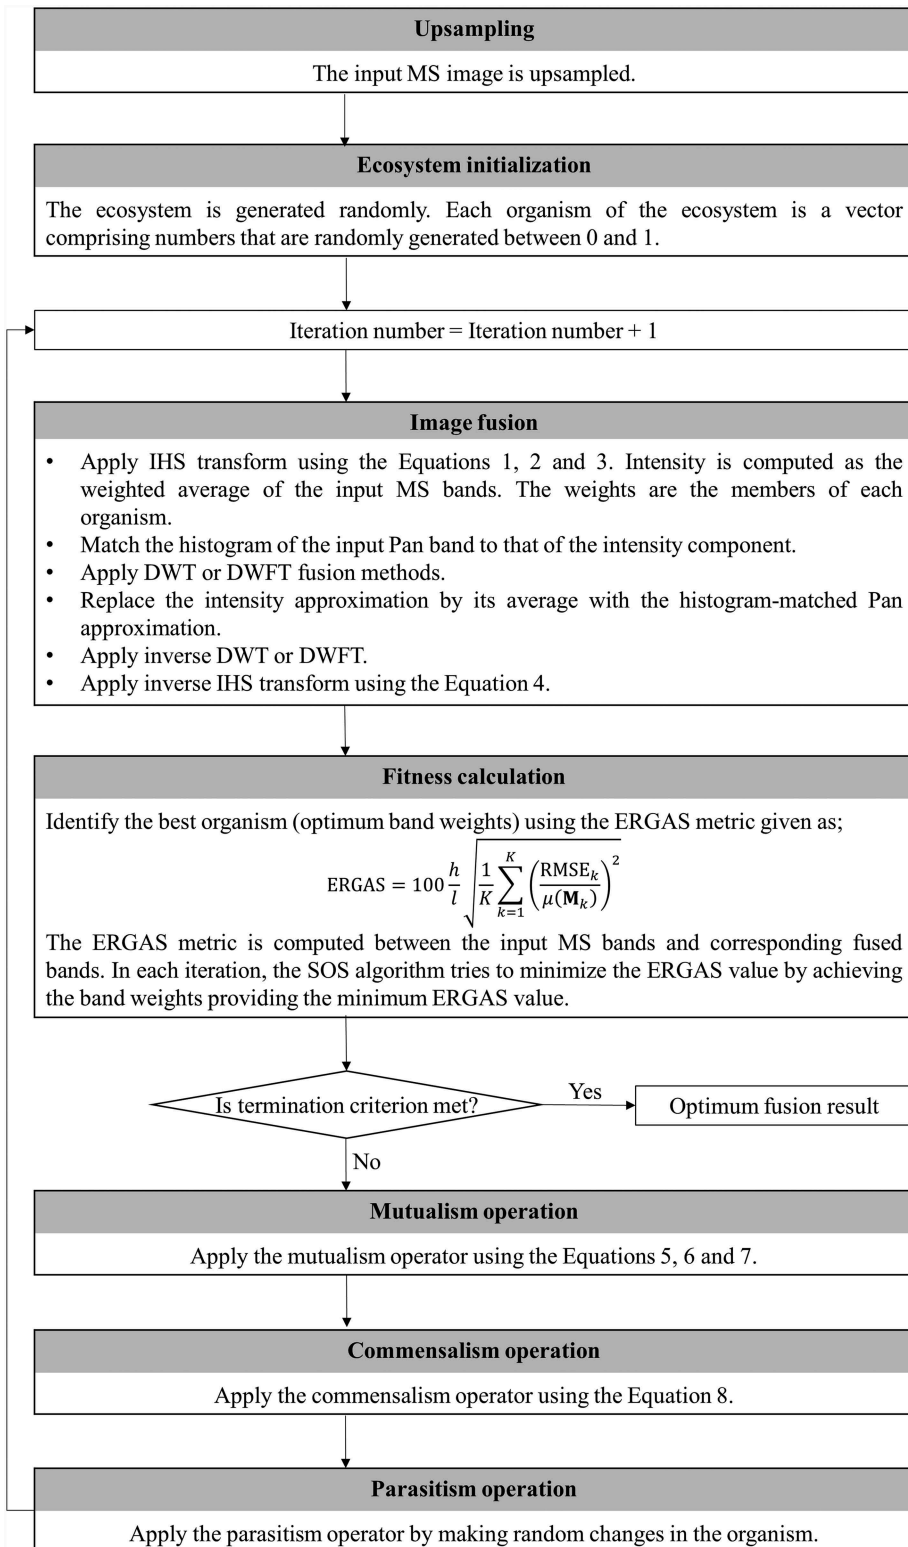 Upsampling
The input MS image is upsampled.
Ecosystem initialization
The ecosystem is generated randomly. Each organism of the ecosystem is a vector
comprising numbers that are randomly generated between 0 and 1.
Iteration number = Iteration number + 1
Image fusion
• Apply IHS transform using the Equations 1, 2 and 3. Intensity is computed as the
weighted average of the input MS bands. The weights are the members of each
organism.
• Match the histogram of the input Pan band to that of the intensity component.
• Apply DWT or DWFT fusion methods.
• Replace the intensity approximation by its average with the histogram-matched Pan
approximation.
• Apply inverse DWT or DWFT.
• Apply inverse IHS transform using the Equation 4.
Fitness calculation
Identify the best organism (optimum band weights) using the ERGAS metric given as;
ERGAS = 100 h/l √(1/K ∑_{k=1}^{K} (RMSE_k/μ(M_k))²)
The ERGAS metric is computed between the input MS bands and corresponding fused
bands. In each iteration, the SOS algorithm tries to minimize the ERGAS value by achieving
the band weights providing the minimum ERGAS value.
Is termination criterion met?
Yes
Optimum fusion result
No
Mutualism operation
Apply the mutualism operator using the Equations 5, 6 and 7.
Commensalism operation
Apply the commensalism operator using the Equation 8.
Parasitism operation
Apply the parasitism operator by making random changes in the organism.